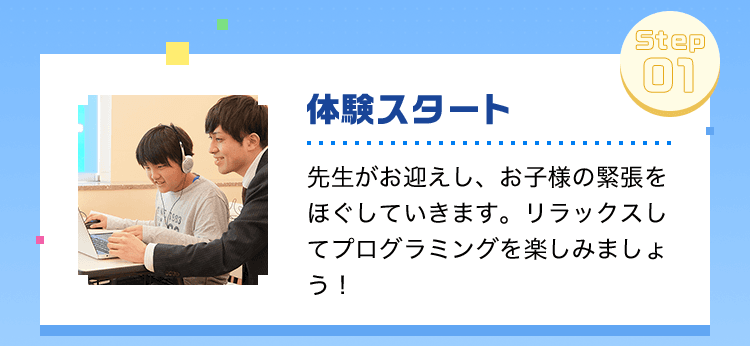 Step
01
体験スタート
先生がお迎えし、お子様の緊張を
ほぐしていきます。リラックスし
てプログラミングを楽しみましょ
う！